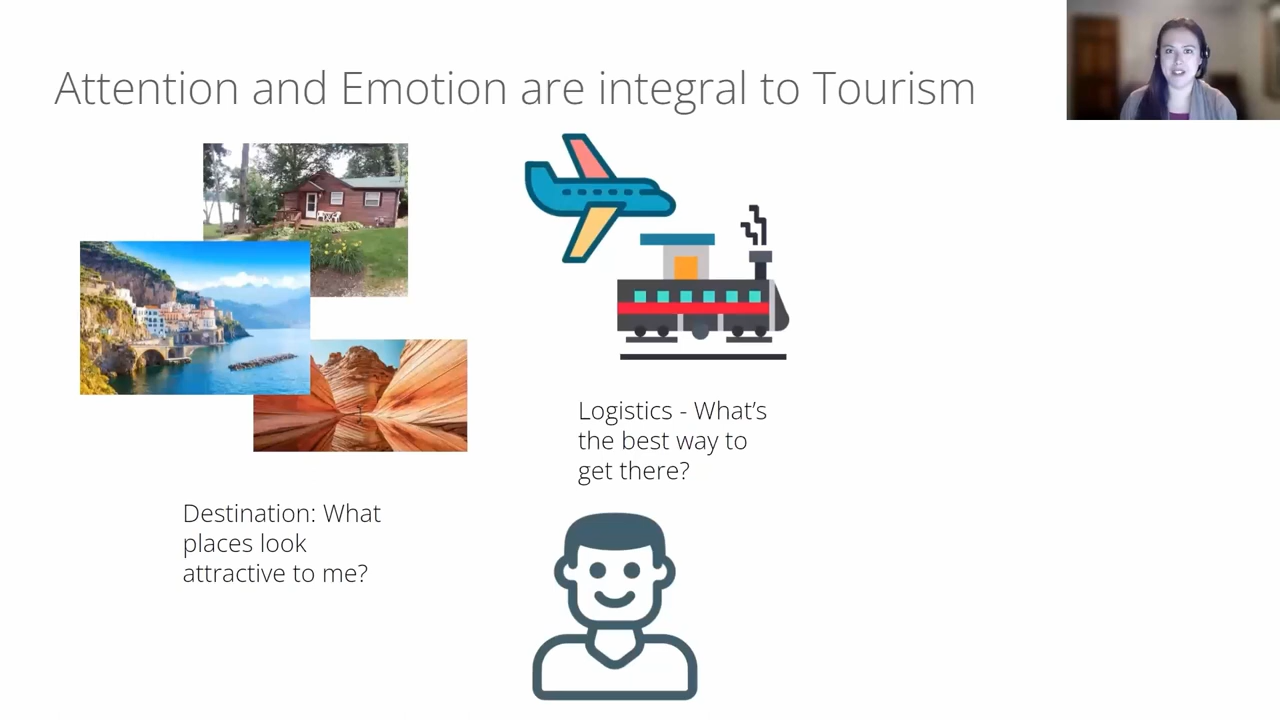 Attention and Emotion are integral to Tourism
Logistics - What’s
the best way to
get there?
Destination: What
places look
attractive to me?